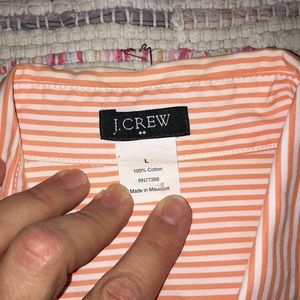 J.CREW
L
100% Cotton
RN77388
Made in Mauritius